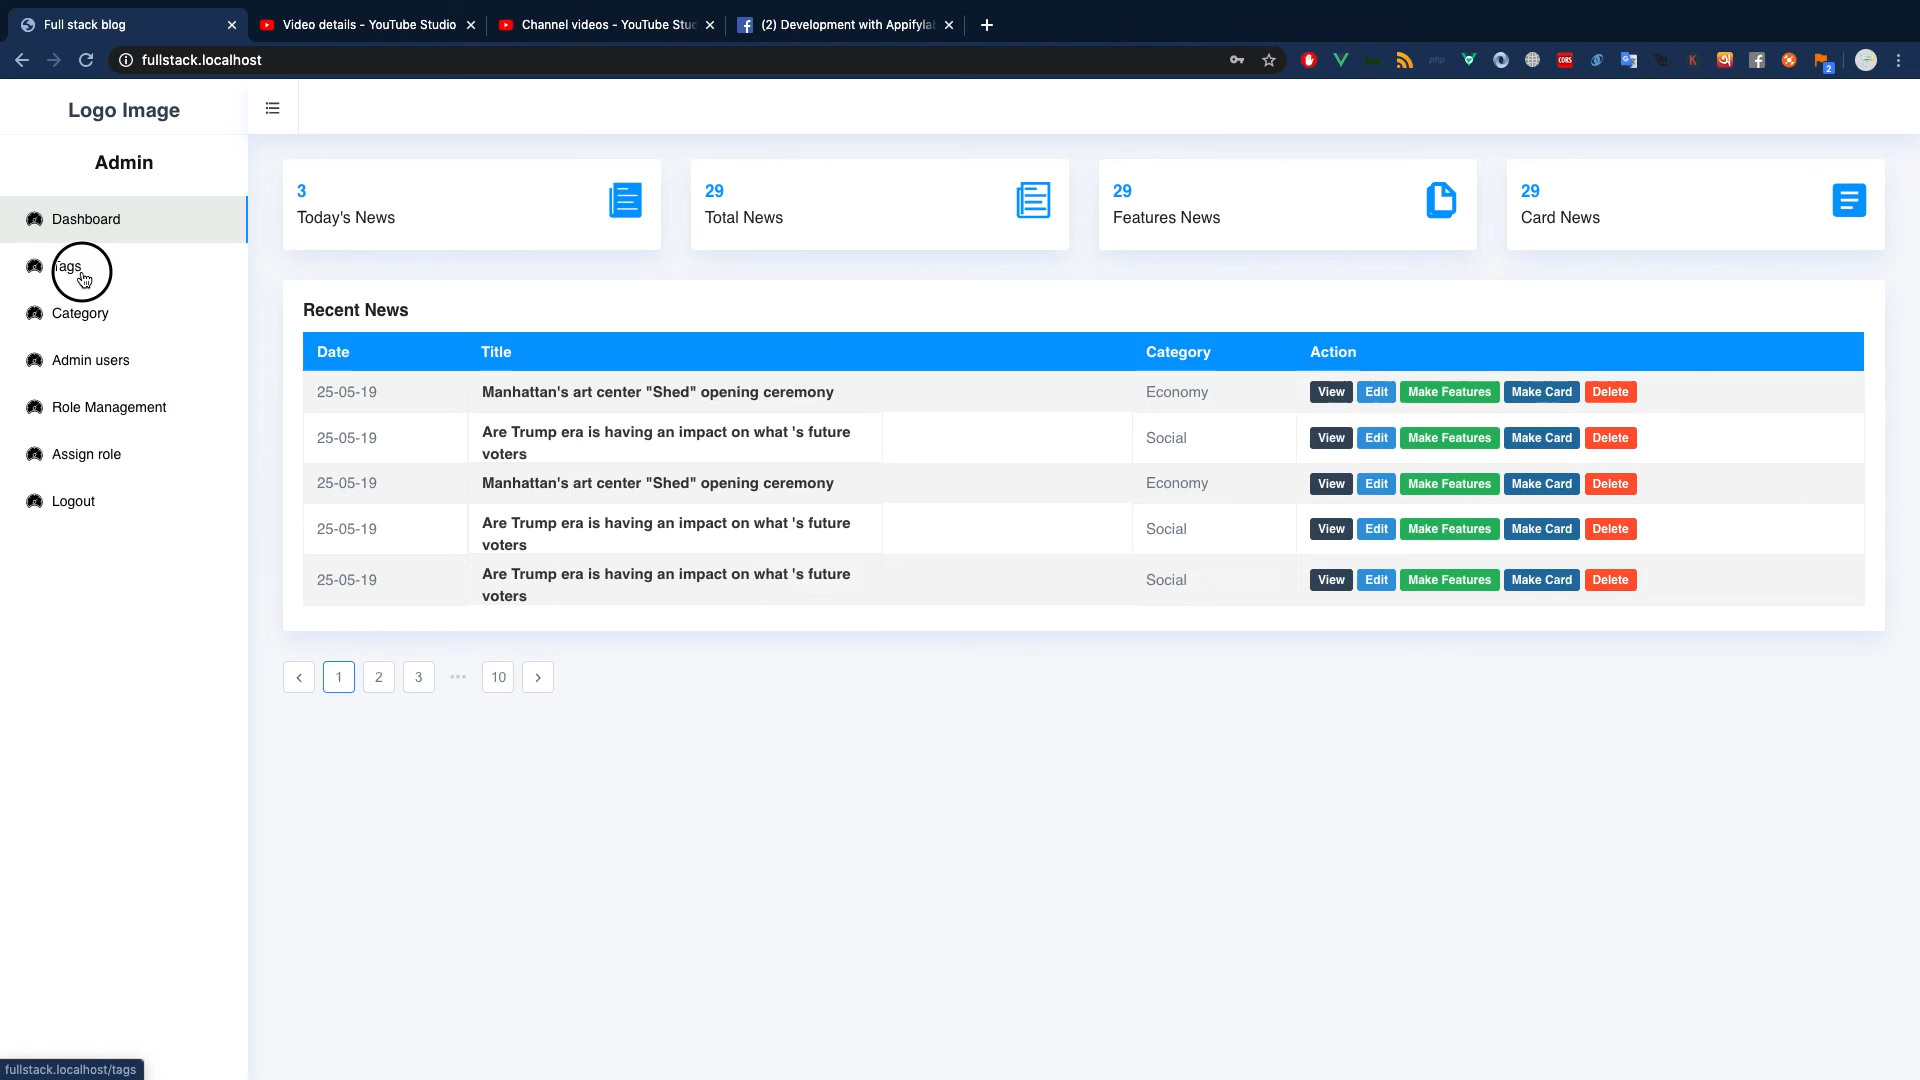 Full stack blog
Video details - YouTube Studio
Channel videos - YouTube Stu
(2) Development with Appifyla
fullstack.localhost
php
CORS
K
2
Logo Image
Admin
Dashboard
Tags
Category
Admin users
Role Management
Assign role
Logout
3
Today's News
29
Total News
29
Features News
29
Card News
Recent News
Date Title Category Action
25-05-19 Manhattan's art center "Shed" opening ceremony Economy View Edit Make Features Make Card Delete
25-05-19 Are Trump era is having an impact on what 's future voters Social View Edit Make Features Make Card Delete
25-05-19 Manhattan's art center "Shed" opening ceremony Economy View Edit Make Features Make Card Delete
25-05-19 Are Trump era is having an impact on what 's future voters Social View Edit Make Features Make Card Delete
25-05-19 Are Trump era is having an impact on what 's future voters Social View Edit Make Features Make Card Delete
1 2 3 ••• 10
fullstack.localhost/tags